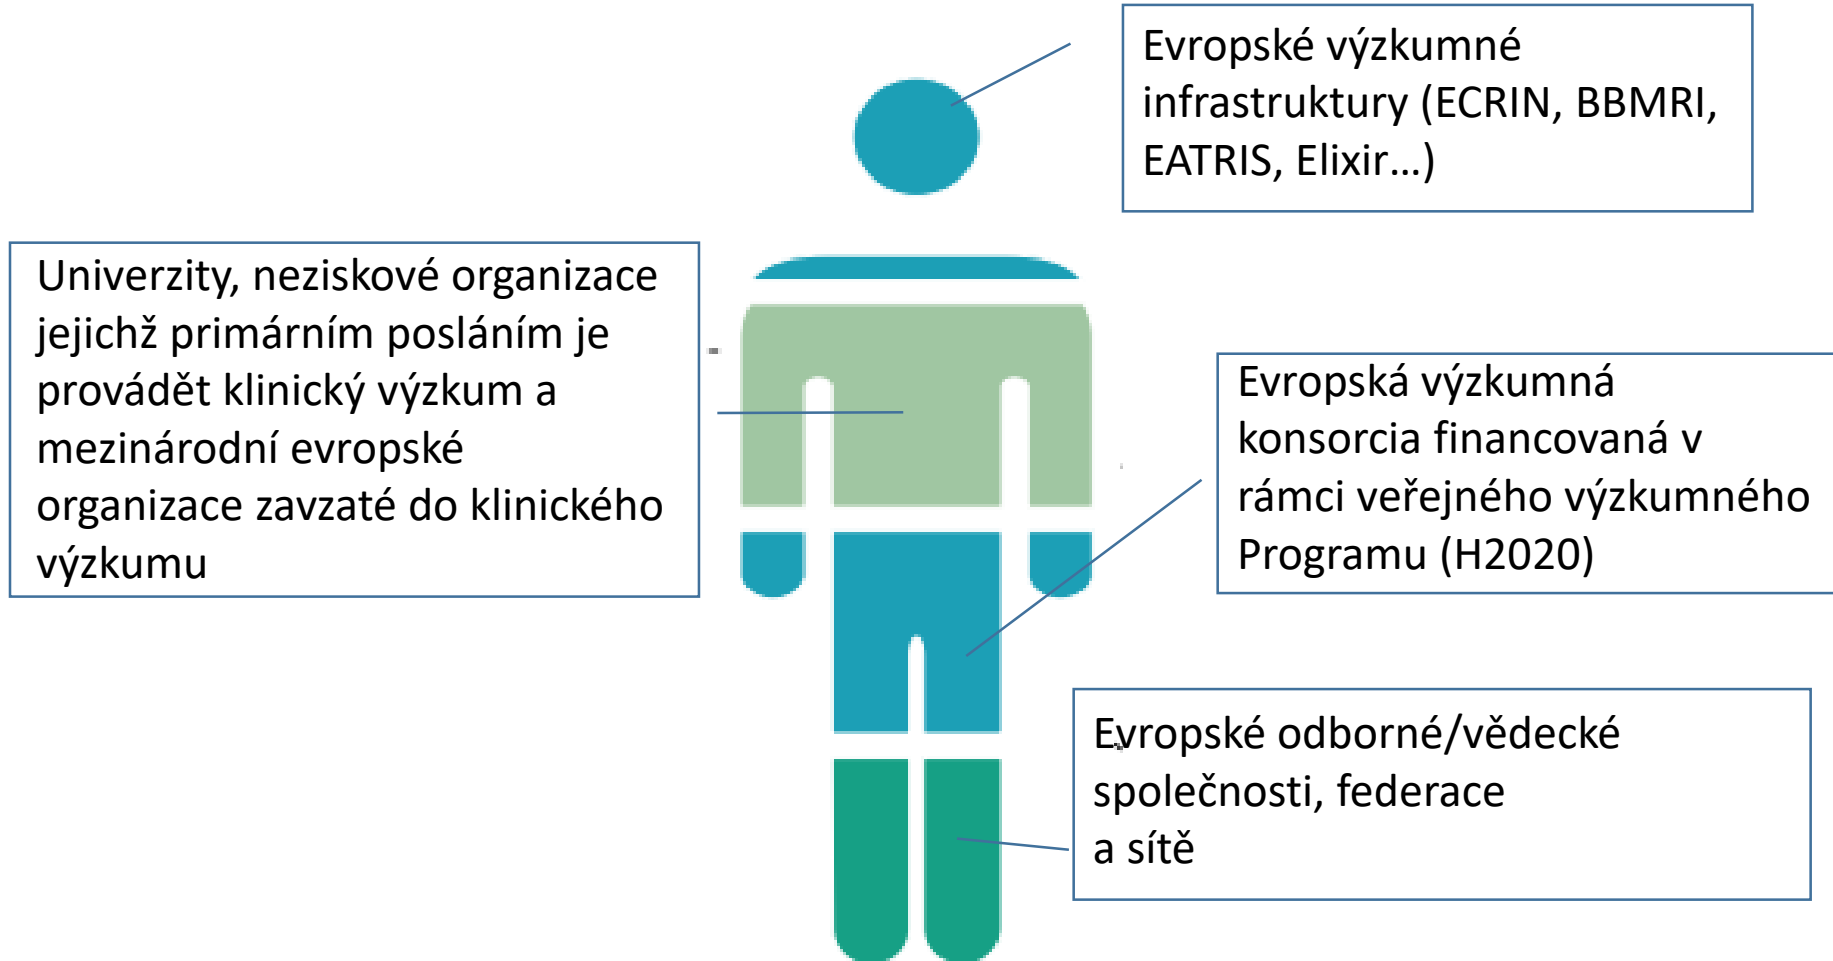 Evropské výzkumné
infrastruktury (ECRIN, BBMRI,
EATRIS, Elixir…)
Univerzity, neziskové organizace
jejichž primárním posláním je
provádět klinický výzkum a
mezinárodní evropské
organizace zavzaté do klinického
výzkumu
Evropská výzkumná
konsorcia financovaná v
rámci veřejného výzkumného
Programu (H2020)
Evropské odborné/vědecké
společnosti, federace
a sítě